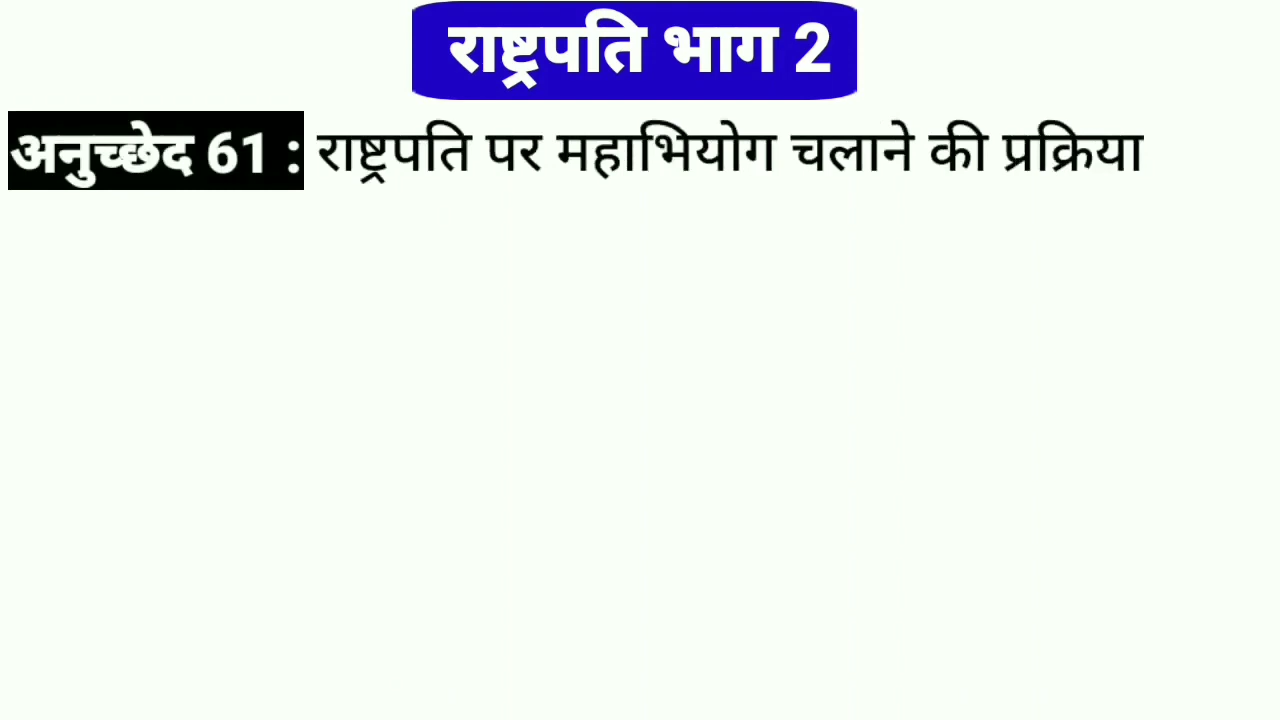 राष्ट्रपति भाग 2
अनुच्छेद 61 : राष्ट्रपति पर महाभियोग चलाने की प्रक्रिया